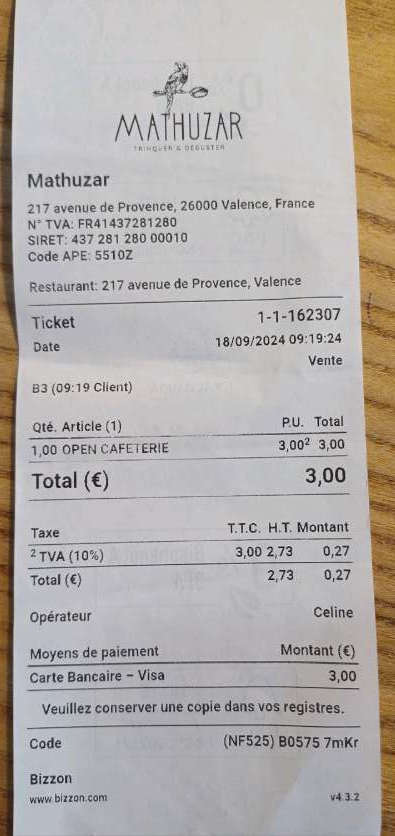 MATHUZAR
TRINQUER & DÉGUSTER
Mathuzar
217 avenue de Provence, 26000 Valence, France
N° TVA: FR41437281280
SIRET: 437 281 280 00010
Code APE: 5510Z
Restaurant: 217 avenue de Provence, Valence
Ticket 1-1-162307
Date 18/09/2024 09:19:24
Vente
B3 (09:19 Client)
Qté. Article (1) P.U. Total
1,00 OPEN CAFETERIE 3,00² 3,00
Total (€) 3,00
Taxe T.T.C. H.T. Montant
² TVA (10%) 3,00 2,73 0,27
Total (€) 2,73 0,27
Opérateur Celine
Moyens de paiement Montant (€)
Carte Bancaire – Visa 3,00
Veuillez conserver une copie dans vos registres.
Code (NF525) B0575 7mKr
Bizzon
www.bizzon.com v4.3.2